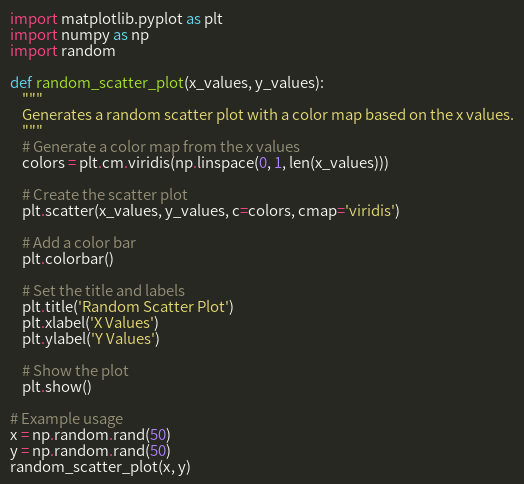 import matplotlib.pyplot as plt
import numpy as np
import random

def random_scatter_plot(x_values, y_values):
    """
    Generates a random scatter plot with a color map based on the x values.
    """
    # Generate a color map from the x values
    colors = plt.cm.viridis(np.linspace(0, 1, len(x_values)))

    # Create the scatter plot
    plt.scatter(x_values, y_values, c=colors, cmap='viridis')

    # Add a color bar
    plt.colorbar()

    # Set the title and labels
    plt.title('Random Scatter Plot')
    plt.xlabel('X Values')
    plt.ylabel('Y Values')

    # Show the plot
    plt.show()

# Example usage
x = np.random.rand(50)
y = np.random.rand(50)
random_scatter_plot(x, y)